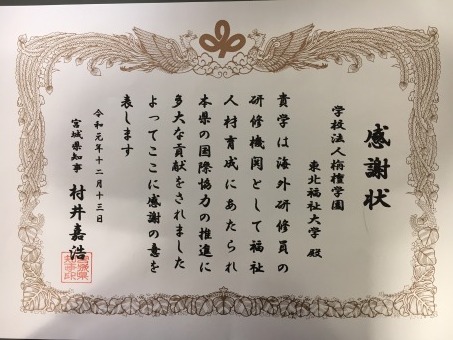 感謝状
学校法人栴檀学園
東北福祉大学 殿
貴学は海外研修員の
研修機関として福祉
人材育成にあたられ
本県の国際協力の推進に
多大な貢献をされました
よってここに感謝の意を
表します
令和元年十二月十三日
宮城県知事 村井嘉浩